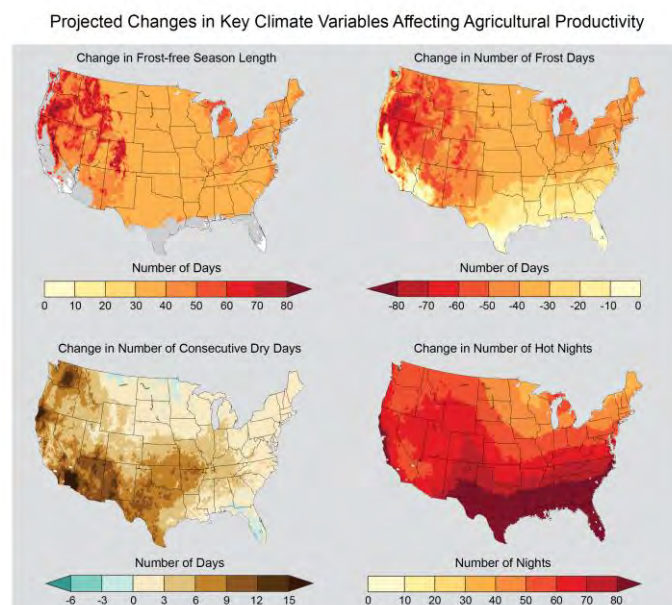 Projected Changes in Key Climate Variables Affecting Agricultural Productivity
Change in Frost-free Season Length
Change in Number of Frost Days
Number of Days
0 10 20 30 40 50 60 70 80
Number of Days
-80 -70 -60 -50 -40 -30 -20 -10 0
Change in Number of Consecutive Dry Days
Change in Number of Hot Nights
Number of Days
-6 -3 0 3 6 9 12 15
Number of Nights
0 10 20 30 40 50 60 70 80